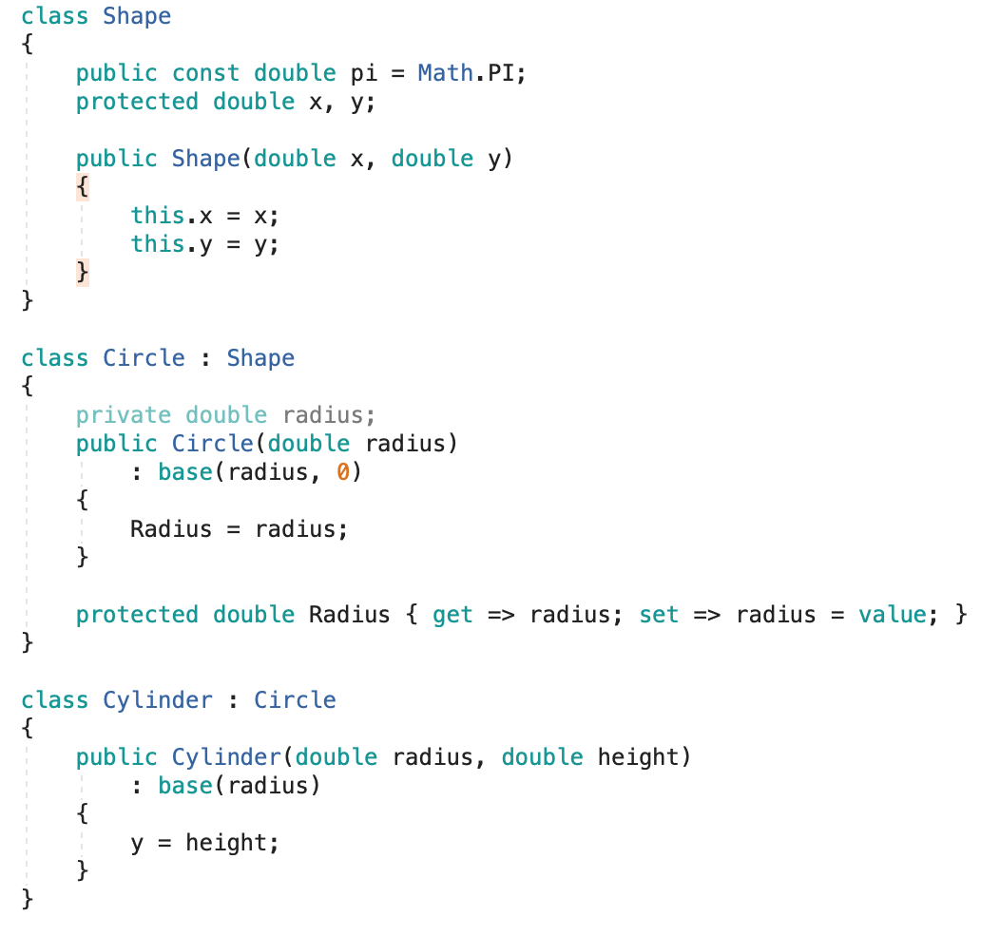 class Shape
{
    public const double pi = Math.PI;
    protected double x, y;

    public Shape(double x, double y)
    {
        this.x = x;
        this.y = y;
    }
}

class Circle : Shape
{
    private double radius;
    public Circle(double radius)
        : base(radius, 0)
    {
        Radius = radius;
    }

    protected double Radius { get => radius; set => radius = value; }
}

class Cylinder : Circle
{
    public Cylinder(double radius, double height)
        : base(radius)
    {
        y = height;
    }
}